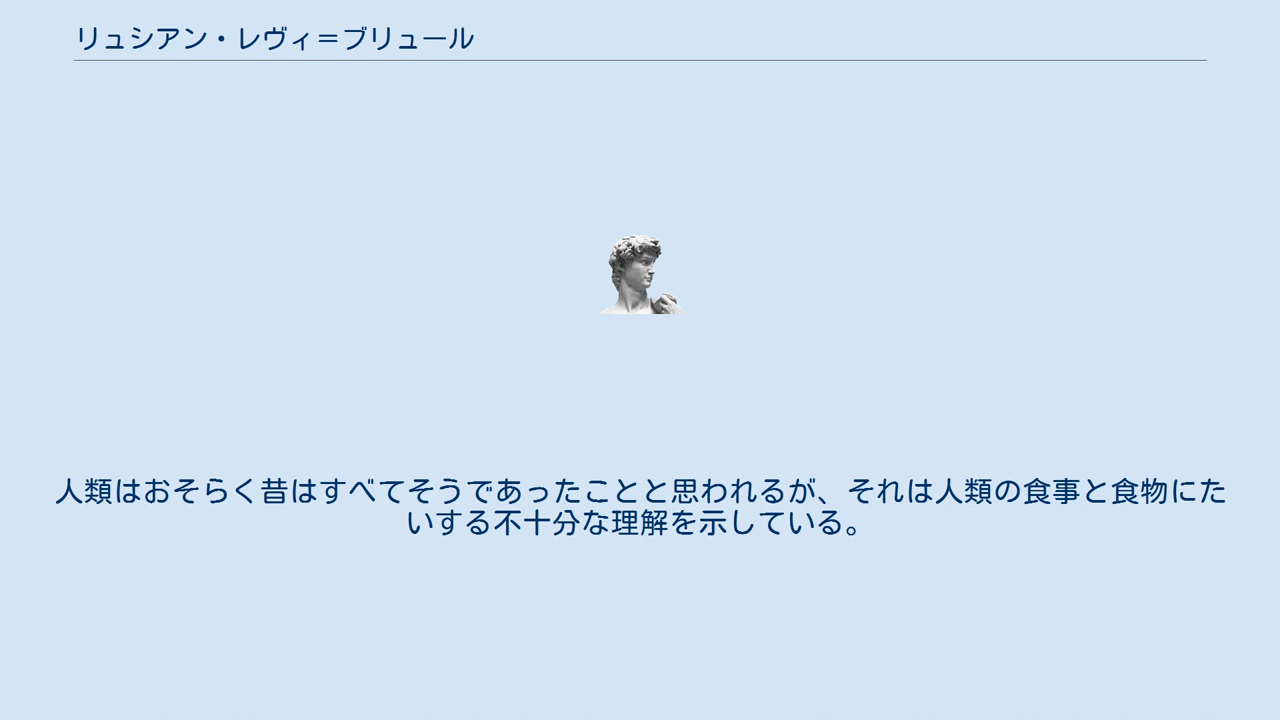 リュシアン・レヴィ＝ブリュール
人類はおそらく昔はすべてそうであったことと思われるが、それは人類の食事と食物にた
いする不十分な理解を示している。